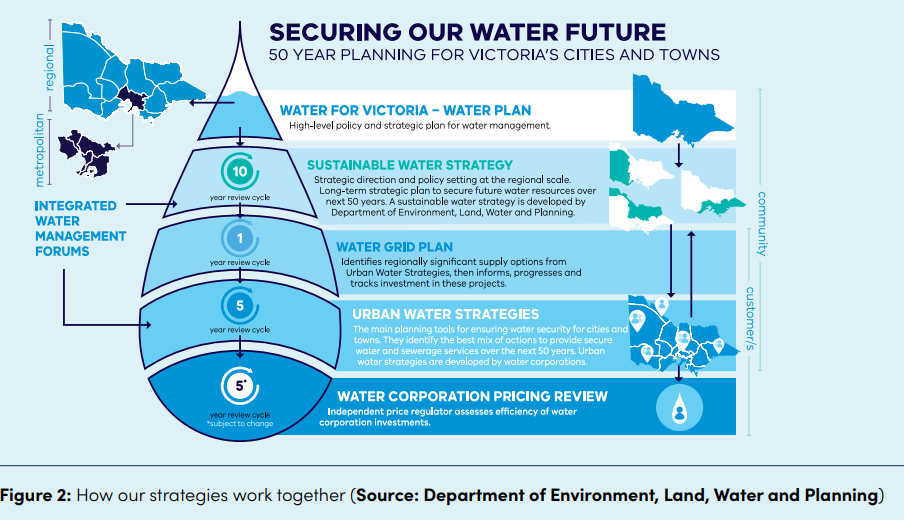 SECURING OUR WATER FUTURE
50 YEAR PLANNING FOR VICTORIA'S CITIES AND TOWNS
regional
metropolitan
INTEGRATED
WATER
MANAGEMENT
FORUMS
WATER FOR VICTORIA – WATER PLAN
High-level policy and strategic plan for water management.
10
year review cycle
SUSTAINABLE WATER STRATEGY
Strategic direction and policy setting at the regional scale.
Long-term strategic plan to secure future water resources over
next 50 years. A sustainable water strategy is developed by
Department of Environment, Land, Water and Planning.
1
year review cycle
WATER GRID PLAN
Identifies regionally significant supply options from
Urban Water Strategies, then informs, progresses and
tracks investment in these projects.
5
year review cycle
URBAN WATER STRATEGIES
The main planning tools for ensuring water security for cities and
towns. They identify the best mix of actions to provide secure
water and sewerage services over the next 50 years. Urban
water strategies are developed by water corporations.
5*
year review cycle
*subject to change
WATER CORPORATION PRICING REVIEW
Independent price regulator assesses efficiency of water
corporation investments.
community
customer/s
Figure 2: How our strategies work together (Source: Department of Environment, Land, Water and Planning)